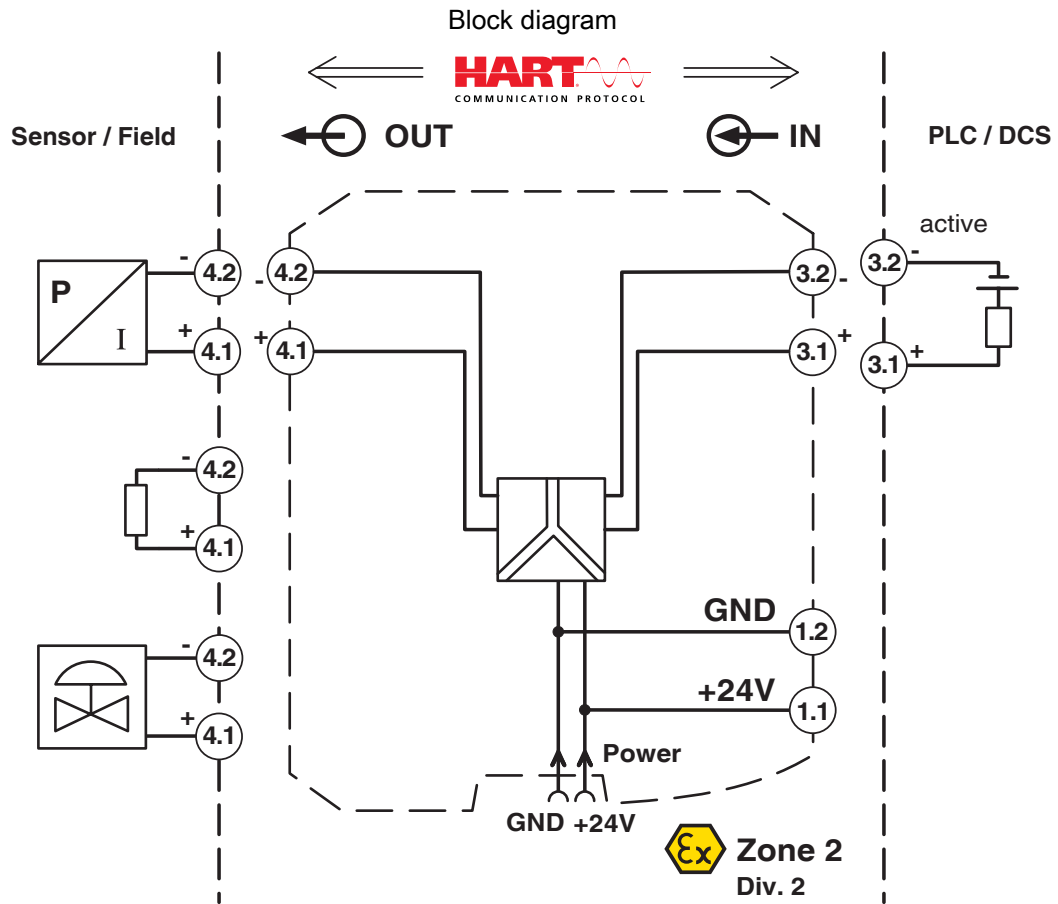 Block diagram
HART
COMMUNICATION PROTOCOL
Sensor / Field
OUT
IN
PLC / DCS
active
P
I
-
4.2
+
4.1
-
4.2
+
4.1
3.2
-
3.1
+
3.2
-
3.1
+
-
4.2
+
4.1
GND
1.2
-
4.2
+24V
1.1
+
4.1
Power
GND +24V
Ex
Zone 2
Div. 2